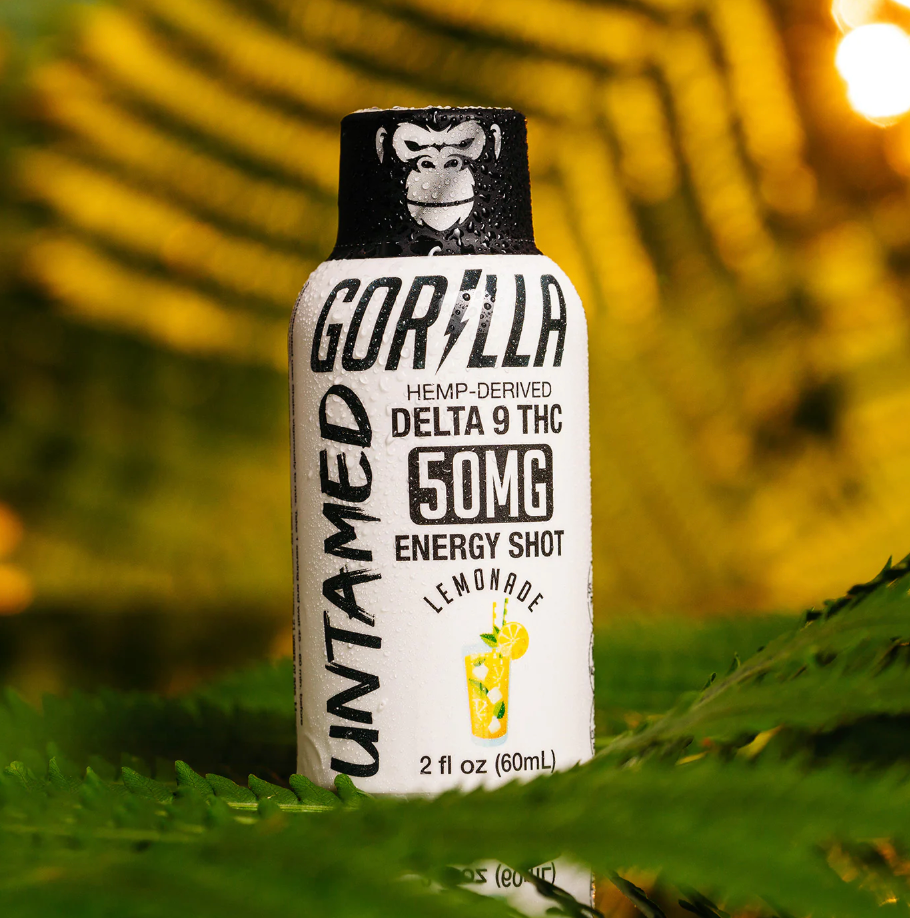 GORILLA
UNTAMED
HEMP-DERIVED
DELTA 9 THC
50MG
ENERGY SHOT
LEMONADE
2 fl oz (60mL)